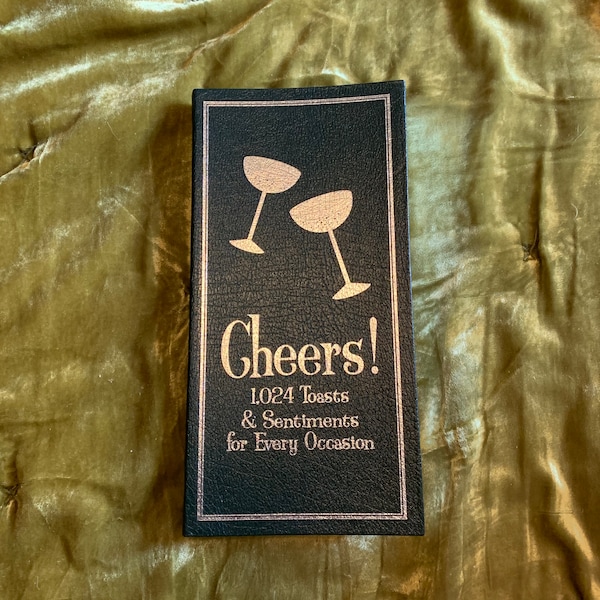 Cheers!
1,024 Toasts
& Sentiments
for Every Occasion